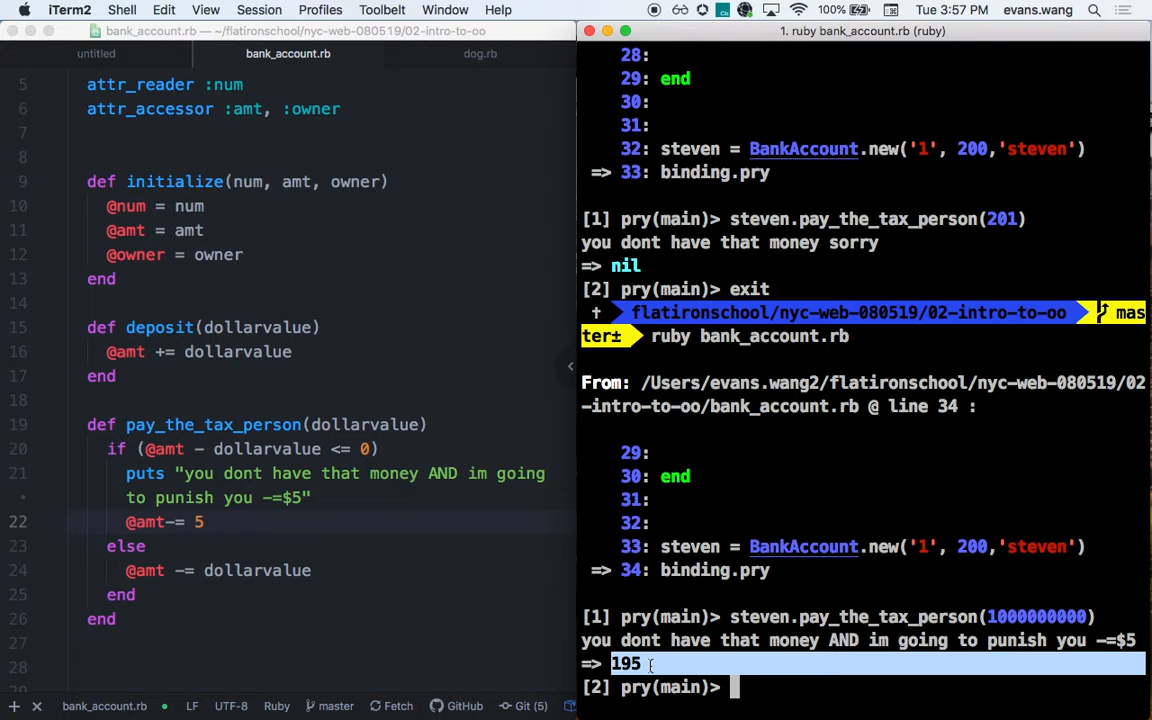 iTerm2 Shell Edit View Session Profiles Toolbelt Window Help 100% Tue 3:57 PM evans.wang
bank_account.rb — ~/flatironschool/nyc-web-080519/02-intro-to-oo
untitled bank_account.rb dog.rb
5 attr_reader :num
6 attr_accessor :amt, :owner
7
8
9 def initialize(num, amt, owner)
10 @num = num
11 @amt = amt
12 @owner = owner
13 end
14
15 def deposit(dollarvalue)
16 @amt += dollarvalue
17 end
18
19 def pay_the_tax_person(dollarvalue)
20 if (@amt - dollarvalue <= 0)
21 puts "you dont have that money AND im going
• to punish you -=$5"
22 @amt-= 5
23 else
24 @amt -= dollarvalue
25 end
26 end
27
28
29
+ × bank_account.rb • LF UTF-8 Ruby master Fetch GitHub Git (5)
1. ruby bank_account.rb (ruby)
28:
29: end
30:
31:
32: steven = BankAccount.new('1', 200,'steven')
=> 33: binding.pry
[1] pry(main)> steven.pay_the_tax_person(201)
you dont have that money sorry
=> nil
[2] pry(main)> exit
† flatironschool/nyc-web-080519/02-intro-to-oo mas
ter± ruby bank_account.rb
From: /Users/evans.wang2/flatironschool/nyc-web-080519/02
-intro-to-oo/bank_account.rb @ line 34 :
29:
30: end
31:
32:
33: steven = BankAccount.new('1', 200,'steven')
=> 34: binding.pry
[1] pry(main)> steven.pay_the_tax_person(1000000000)
you dont have that money AND im going to punish you -=$5
=> 195
[2] pry(main)>